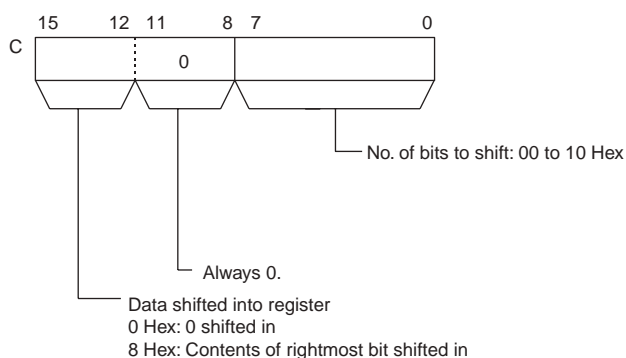 15 12 11 8 7 0
C
0
No. of bits to shift: 00 to 10 Hex
Always 0.
Data shifted into register
0 Hex: 0 shifted in
8 Hex: Contents of rightmost bit shifted in